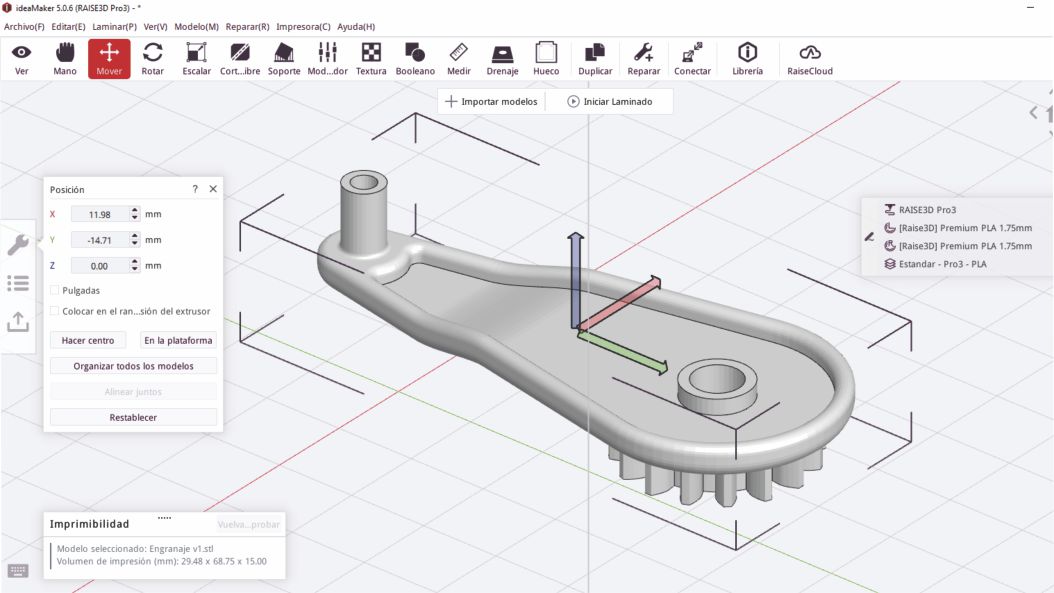 ideaMaker 5.0.6 (RAISE3D Pro3) - *
Archivo(F) Editar(E) Laminar(P) Ver(V) Modelo(M) Reparar(R) Impresora(C) Ayuda(H)
Ver Mano Mover Rotar Escalar Cort...ibre Soporte Mod...dor Textura Booleano Medir Drenaje Hueco Duplicar Reparar Conectar Librería RaiseCloud
Importar modelos Iniciar Laminado
Posición ? ×
X 11.98 mm
Y -14.71 mm
Z 0.00 mm
Pulgadas
Colocar en el ran...sión del extrusor
Hacer centro En la plataforma
Organizar todos los modelos
Alinear juntos
Restablecer
RAISE3D Pro3
[Raise3D] Premium PLA 1.75mm
[Raise3D] Premium PLA 1.75mm
Estandar - Pro3 - PLA
Imprimibilidad Vuelva...probar
Modelo seleccionado: Engranaje v1.stl
Volumen de impresión (mm): 29.48 x 68.75 x 15.00